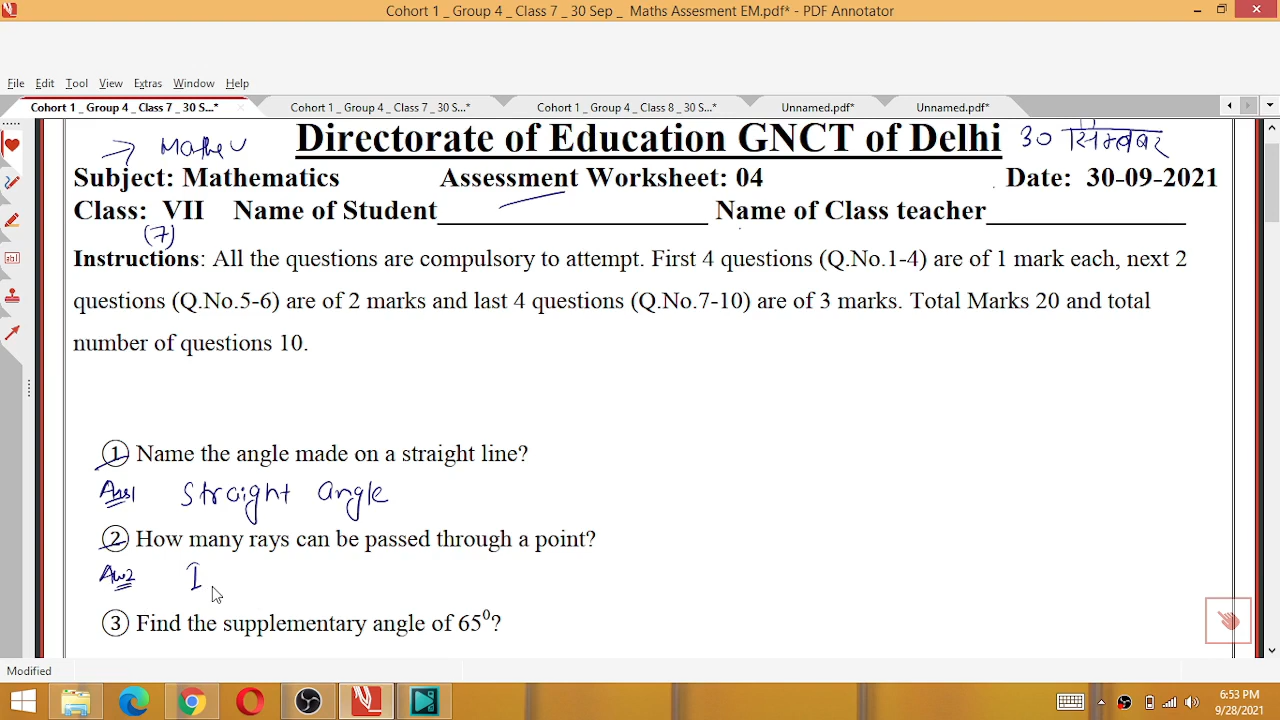 Cohort 1 _ Group 4 _ Class 7 _ 30 Sep _ Maths Assesment EM.pdf* - PDF Annotator
File Edit Tool View Extras Window Help
Cohort 1 _ Group 4 _ Class 7 _ 30 S...* Cohort 1 _ Group 4 _ Class 7 _ 30 S...* Cohort 1 _ Group 4 _ Class 8 _ 30 S...* Unnamed.pdf* Unnamed.pdf*
Directorate of Education GNCT of Delhi 30 सितम्बर
Subject: Mathematics Assessment Worksheet: 04 Date: 30-09-2021
Class: VII Name of Student Name of Class teacher
(7)
Instructions: All the questions are compulsory to attempt. First 4 questions (Q.No.1-4) are of 1 mark each, next 2
questions (Q.No.5-6) are of 2 marks and last 4 questions (Q.No.7-10) are of 3 marks. Total Marks 20 and total
number of questions 10.
① Name the angle made on a straight line?
Ans1 Straight angle
② How many rays can be passed through a point?
Ans2 I
③ Find the supplementary angle of 65⁰?
Modified
6:53 PM
9/28/2021